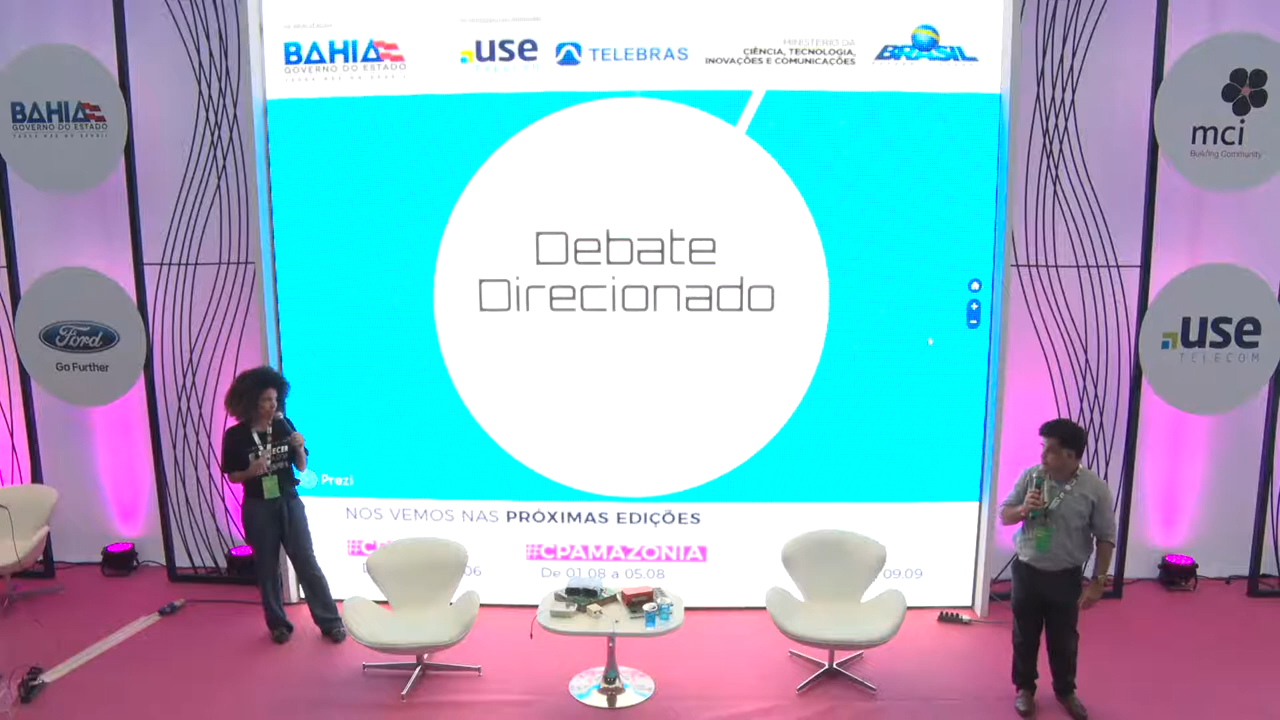 BAHIA
GOVERNO DO ESTADO
use
TELEBRAS
MINISTÉRIO DA
CIÊNCIA, TECNOLOGIA,
INOVAÇÕES E COMUNICAÇÕES
BRASIL
BAHIA
GOVERNO DO ESTADO
mci
Building Community
Debate
Direcionado
Ford
Go Further
use
TELECOM
Prezi
NOS VEMOS NAS PRÓXIMAS EDIÇÕES
#CPAMAZONIA
De 01.08 a 05.08
09.09